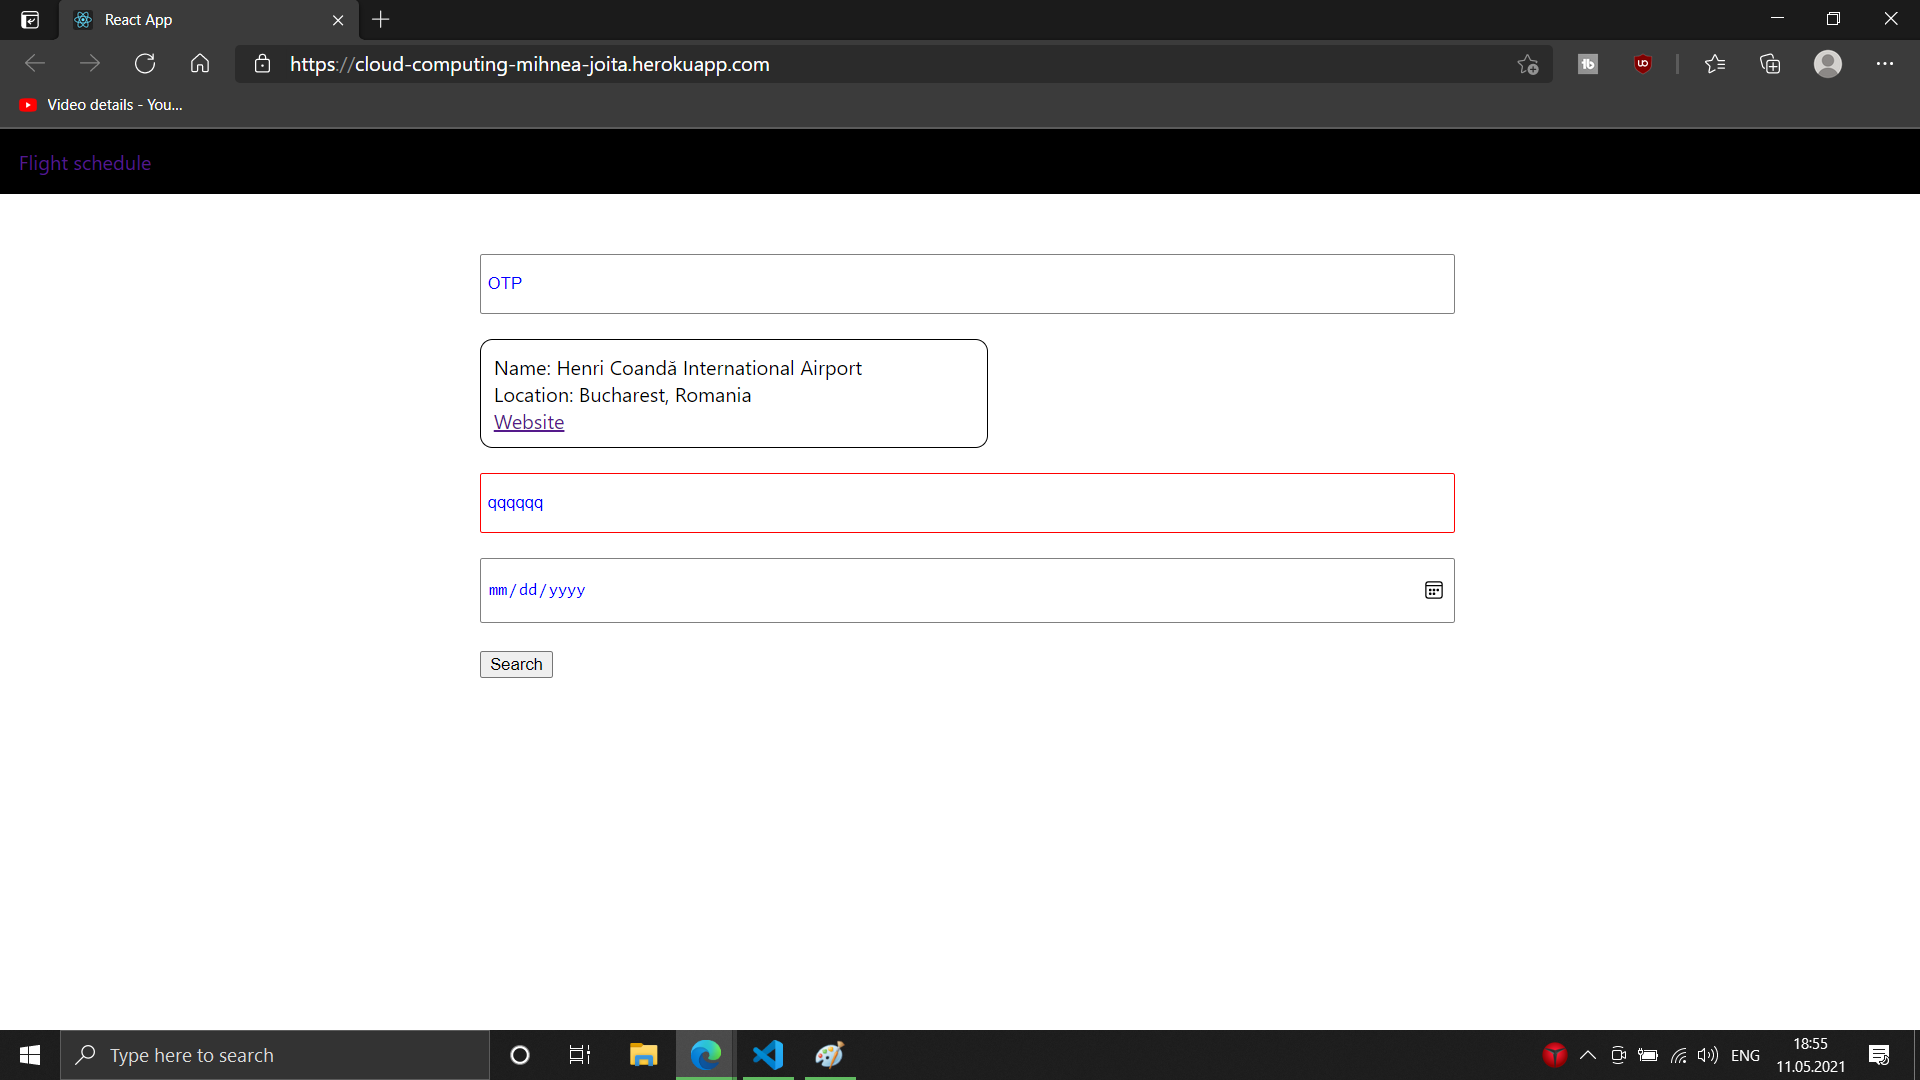 React App
https://cloud-computing-mihnea-joita.herokuapp.com
Video details - You...
Flight schedule
OTP
Name: Henri Coandă International Airport
Location: Bucharest, Romania
Website
qqqqqq
mm/dd/yyyy
Search
Type here to search
ENG
18:55
11.05.2021